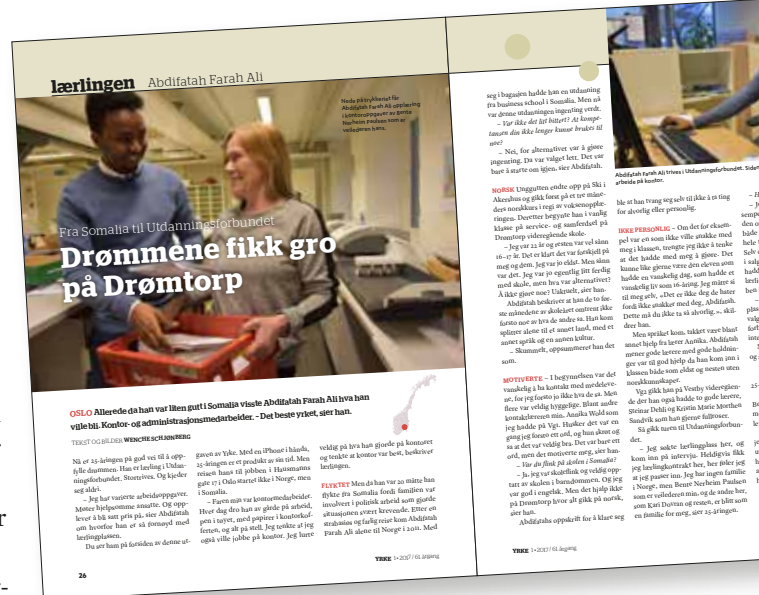 lærlingen Abdifatah Farah Ali
Nede på trykkeriet får
Abdifatah Farah Ali opplæring
i kontoroppgaver av Bente
Nerheim Paulsen som er
veilederen hans.
Fra Somalia til Utdanningsforbundet
Drømmene fikk gro
på Drømtorp
OSLO Allerede da han var liten gutt i Somalia visste Abdifatah Farah Ali hva han
ville bli. Kontor- og administrasjonsmedarbeider. – Det beste yrket, sier han.
TEKST OG BILDER WENCHE SCHJØNBERG
Nå er 25-åringen på god vei til å opp-
fylle drømmen. Han er lærling i Utdan-
ningsforbundet, Stortrives. Og kjeder
seg aldri.
– Jeg har varierte arbeidsoppgaver.
Møter hjelpsomme ansatte. Og opp-
lever å bli satt pris på, sier Abdifatah
om hvorfor han er så fornøyd med
lærlingplassen.
Du ser ham på forsiden av denne ut-
gaven av Yrke. Med en iPhone i hånda,
25-åringen er et produkt av sin tid. Men
reisen hans til jobben i Hausmanns
gate 17 i Oslo startet ikke i Norge, men
i Somalia.
– Faren min var kontormedarbeider.
Hver dag dro han av gårde på arbeid,
pen i tøyet, med papirer i kontorkof-
ferten, og alt på stell. Jeg tenkte at jeg
også ville jobbe på kontor. Jeg lurte
veldig på hva han gjorde på kontoret
og tenkte at kontor var best, beskriver
lærlingen.
FLYKTET Men da han var 20 måtte han
flykte fra Somalia fordi familien var
involvert i politisk arbeid som gjorde
situasjonen svært krevende. Etter en
strabasiøs og farlig reise kom Abdifatah
Farah Ali alene til Norge i 2011. Med
YRKE 1•2017/ 61 årgang
26
seg i bagasjen hadde han en utdanning
fra business school i Somalia. Men nå
var denne utdanningen ingenting verdt.
– Var ikke det litt bittert? At kompe-
tansen din ikke lenger kunne brukes til
noe?
– Nei, for alternativet var å gjøre
ingenting. Da var valget lett. Det var
bare å starte om igjen, sier Abdifatah.
NORSK Unggutten endte opp på Ski i
Akershus og gikk først på et tre måne-
ders norskkurs i regi av voksenopplæ-
ringen. Deretter begynte han i vanlig
klasse på service- og samferdsel på
Drømtorp videregående skole.
– Jeg var 22 år og resten var vel sånn
16–17 år. Det er klart det var forskjell på
meg og dem. Jeg var jo eldst. Men sånn
var det. Jeg var jo egentlig litt ferdig
med skole, men hva var alternativet?
Å ikke gjøre noe? Uaktuelt, sier han.
Abdifatah beskriver at han de to før-
ste månedene av skoleåret omtrent ikke
forsto noe av hva de andre sa. Han kom
splitter alene til et annet land, med et
annet språk og en annen kultur.
– Skummelt, oppsummerer han det
som.
MOTIVERTE – I begynnelsen var det
vanskelig å ha kontakt med medeleve-
ne, for jeg forsto jo ikke hva de sa. Men
flere var veldig hyggelige. Blant andre
kontaktlæreren min, Annika Wold som
jeg hadde på Vg1. Husker det var en
gang jeg forsto ett ord, og hun skrøt og
sa at det var veldig bra. Det var bare ett
ord, men det motiverte meg, sier han.
– Var du flink på skolen i Somalia?
– Ja, jeg var skoleflink og veldig opp-
tatt av skolen i barndommen. Og jeg
var god i engelsk. Men det hjalp ikke
på Drømtorp hvor alt gikk på norsk,
sier han.
Abdifatahs oppskrift for å klare seg
YRKE 1•2017/ 61 årgang
Abdifatah Farah Ali trives i Utdanningsforbundet. Siden
arbeide på kontor.
ble at han tvang seg selv til ikke å ta ting
for alvorlig eller personlig.
IKKE PERSONLIG – Om det for eksem-
pel var en som ikke ville snakke med
meg i klassen, trengte jeg ikke å tenke
at det hadde med meg å gjøre. Det
kunne like gjerne være den eleven som
hadde en vanskelig dag, som hadde et
vanskelig liv som 16-åring. Jeg måtte si
til meg selv, «Det er ikke deg de hater
fordi ikke snakket med deg, Abdifatah.
Dette må du ikke ta så alvorlig.», skil-
drer han.
Men språket kom, takket være blant
annet hjelp fra lærer Annika. Abdifatah
mener gode lærere med gode holdnin-
ger var til god hjelp da han kom inn i
klassen både som eldst og nesten uten
norskkunnskaper.
Vg2 gikk han på Vestby videregåen-
de der han også hadde to gode lærere,
Steinar Dehli og Kristin Marie Morthen
Sandvik som han gjerne fullroser.
Så gikk turen til Utdanningsforbun-
det.
– Jeg søkte lærlingplass her, og
kom inn på intervju. Heldigvis fikk
jeg lærlingkontrakt her, her føler jeg
at jeg passer inn. Jeg har ingen familie
i Norge, men Bente Nerheim Paulsen
som er veilederen min, og de andre her,
som Kari Dovran og resten, er blitt som
en familie for meg, sier 25-åringen.